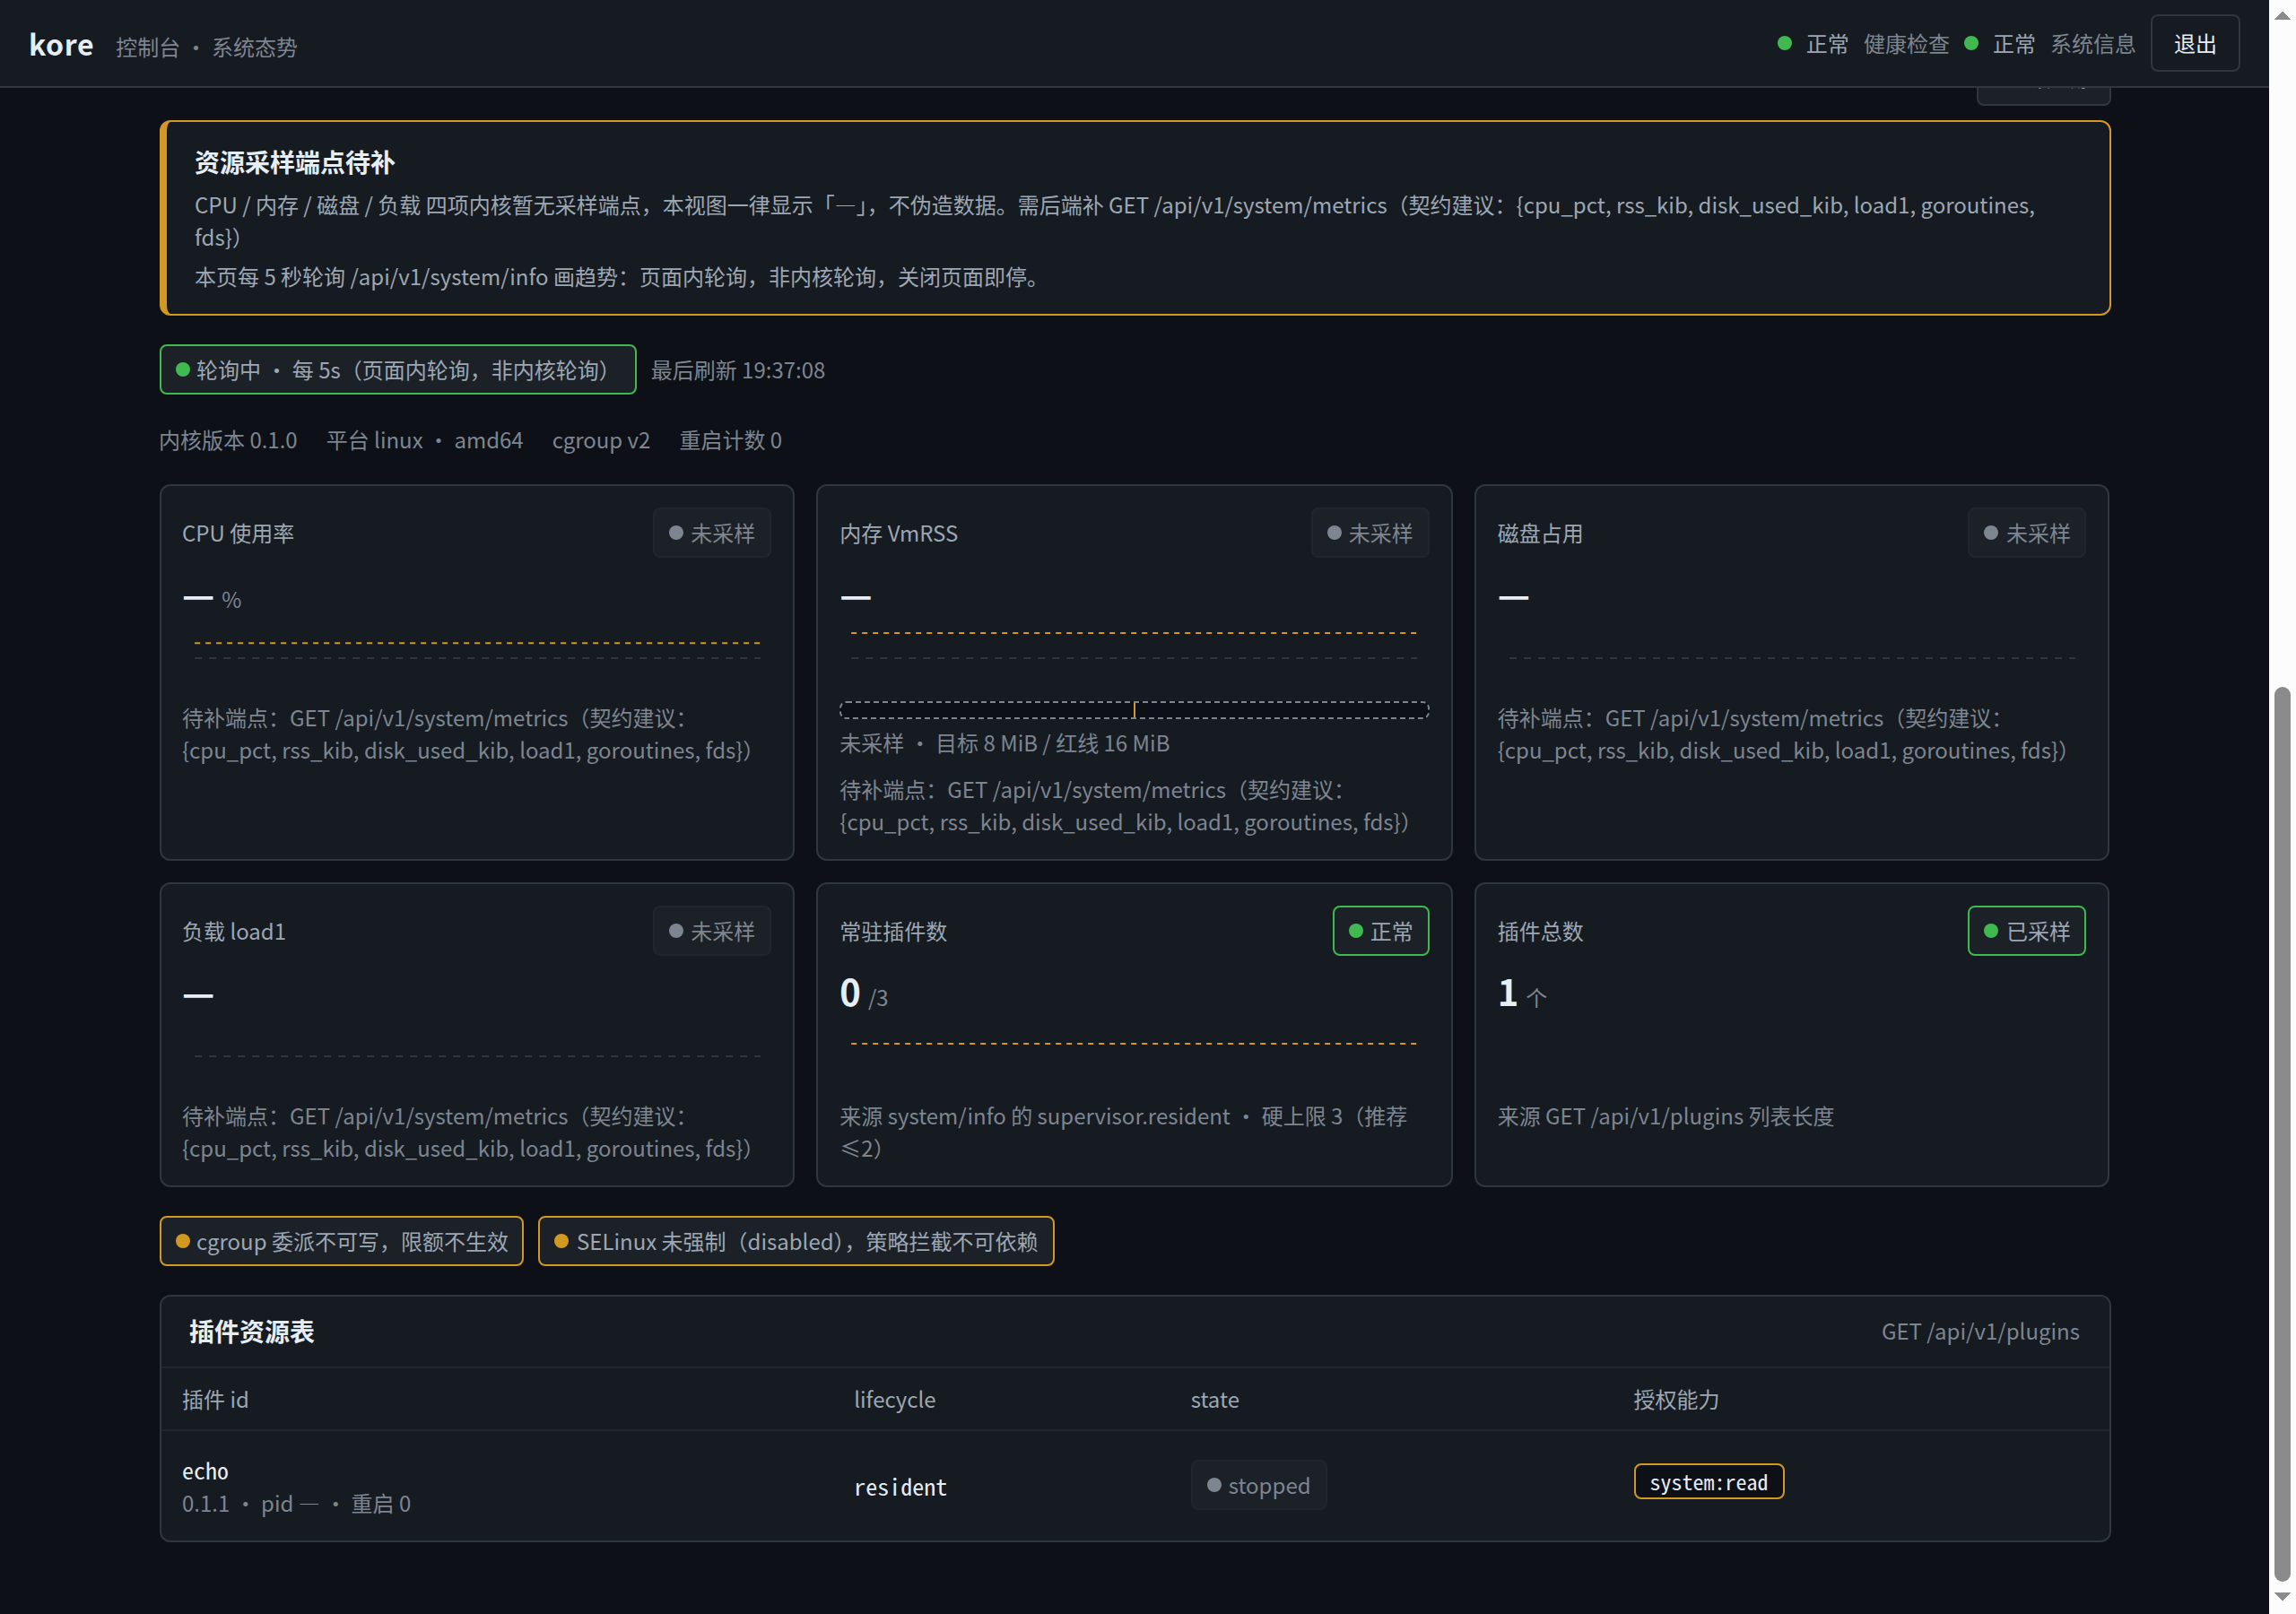 kore 控制台 · 系统态势
正常 健康检查 正常 系统信息 退出
资源采样端点待补
CPU / 内存 / 磁盘 / 负载 四项内核暂无采样端点，本视图一律显示「—」，不伪造数据。需后端补 GET /api/v1/system/metrics（契约建议：{cpu_pct, rss_kib, disk_used_kib, load1, goroutines,
fds}）
本页每 5 秒轮询 /api/v1/system/info 画趋势：页面内轮询，非内核轮询，关闭页面即停。
轮询中 · 每 5s（页面内轮询，非内核轮询） 最后刷新 19:37:08
内核版本 0.1.0 平台 linux · amd64 cgroup v2 重启计数 0
CPU 使用率 未采样
— %
待补端点：GET /api/v1/system/metrics（契约建议：
{cpu_pct, rss_kib, disk_used_kib, load1, goroutines, fds}）
内存 VmRSS 未采样
—
未采样 · 目标 8 MiB / 红线 16 MiB
待补端点：GET /api/v1/system/metrics（契约建议：
{cpu_pct, rss_kib, disk_used_kib, load1, goroutines, fds}）
磁盘占用 未采样
—
待补端点：GET /api/v1/system/metrics（契约建议：
{cpu_pct, rss_kib, disk_used_kib, load1, goroutines, fds}）
负载 load1 未采样
—
待补端点：GET /api/v1/system/metrics（契约建议：
{cpu_pct, rss_kib, disk_used_kib, load1, goroutines, fds}）
常驻插件数 正常
0 /3
来源 system/info 的 supervisor.resident · 硬上限 3（推荐
≤2）
插件总数 已采样
1 个
来源 GET /api/v1/plugins 列表长度
cgroup 委派不可写，限额不生效 SELinux 未强制（disabled），策略拦截不可依赖
插件资源表 GET /api/v1/plugins
插件 id lifecycle state 授权能力
echo
0.1.1 · pid — · 重启 0
resident stopped system:read